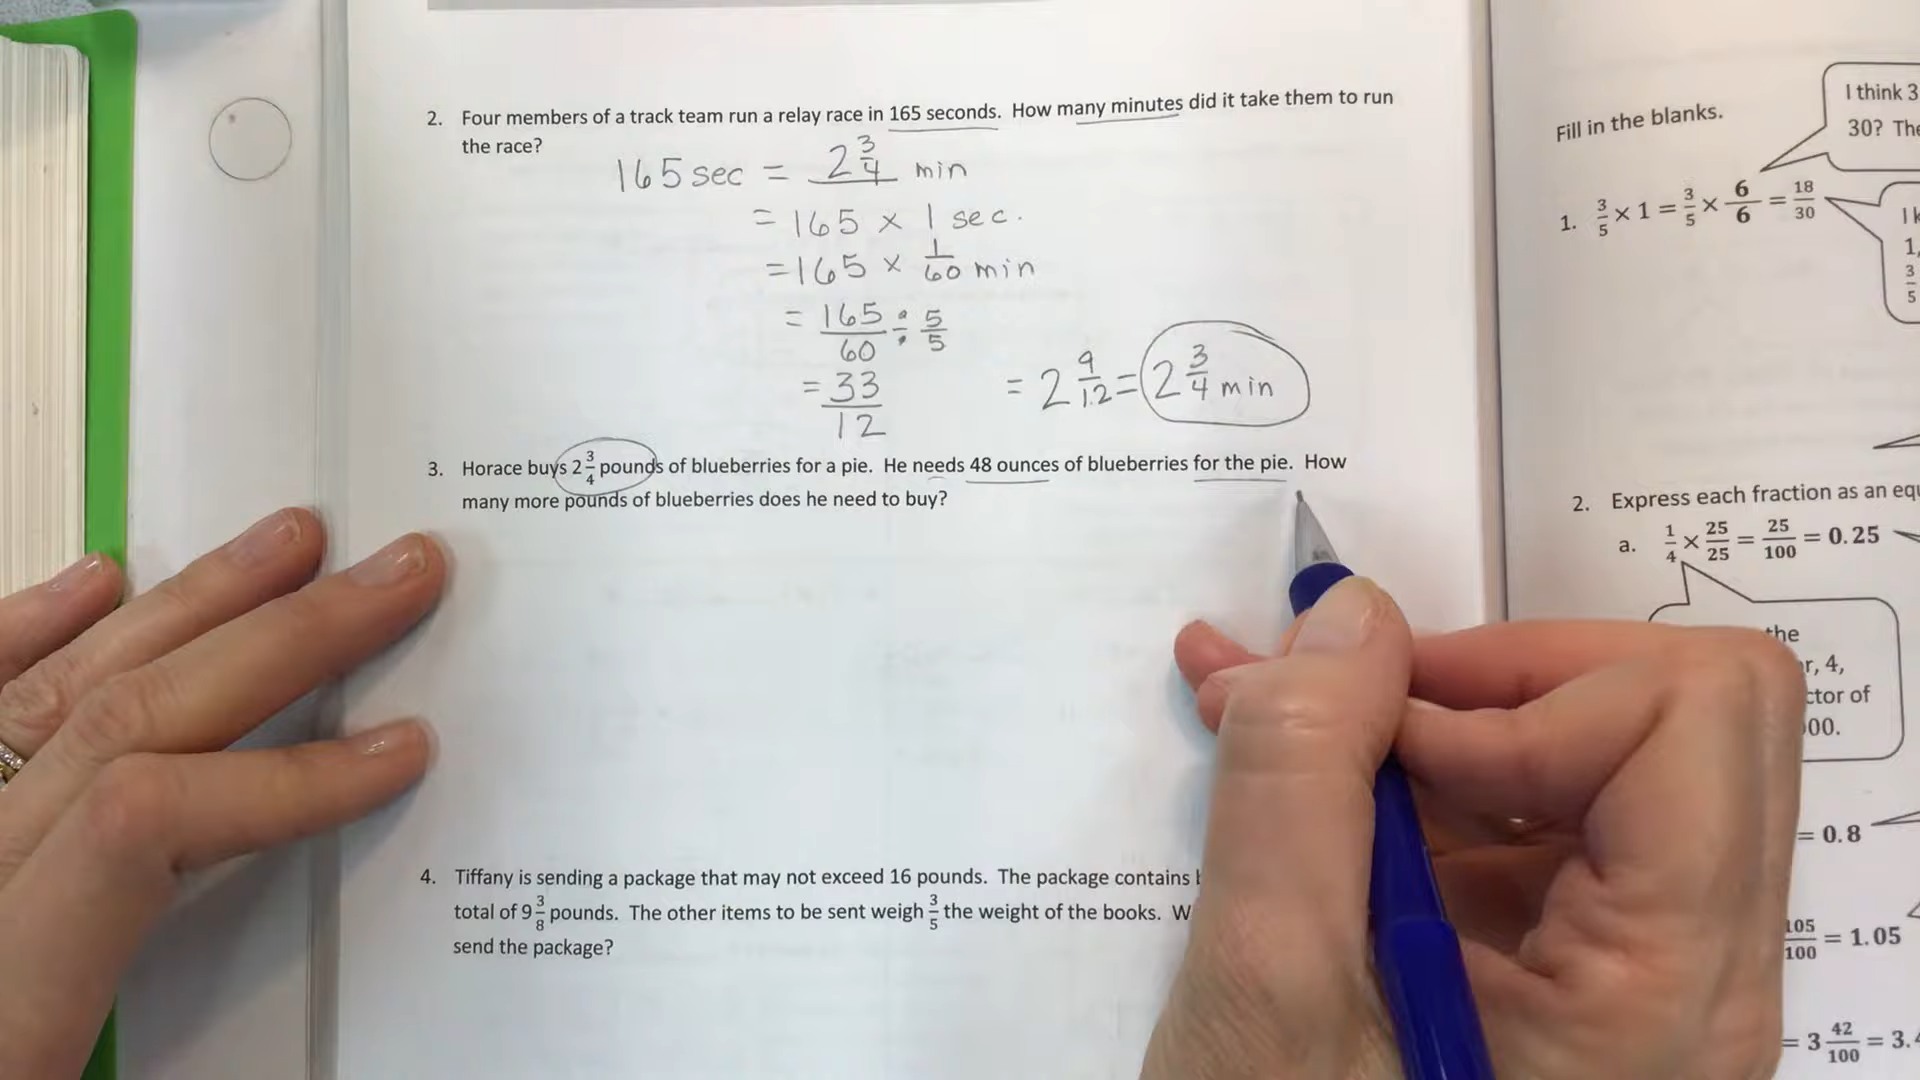 2. Four members of a track team run a relay race in 165 seconds. How many minutes did it take them to run
the race?
165 sec = 2 3/4 min
= 165 × 1 sec.
= 165 × 1/60 min
= 165/60 ÷ 5/5
= 33/12
= 2 9/12 = 2 3/4 min
3. Horace buys 2 3/4 pounds of blueberries for a pie. He needs 48 ounces of blueberries for the pie. How
many more pounds of blueberries does he need to buy?
4. Tiffany is sending a package that may not exceed 16 pounds. The package contains
total of 9 3/8 pounds. The other items to be sent weigh 3/5 the weight of the books.
send the package?
Fill in the blanks.
I think 3
30? The
1. 3/5 × 1 = 3/5 × 6/6 = 18/30
I k
1,
3/5
2. Express each fraction as an equ
a. 1/4 × 25/25 = 25/100 = 0.25
the
r, 4,
ctor of
00.
= 0.8
105/100 = 1.05
= 3 42/100 = 3.4